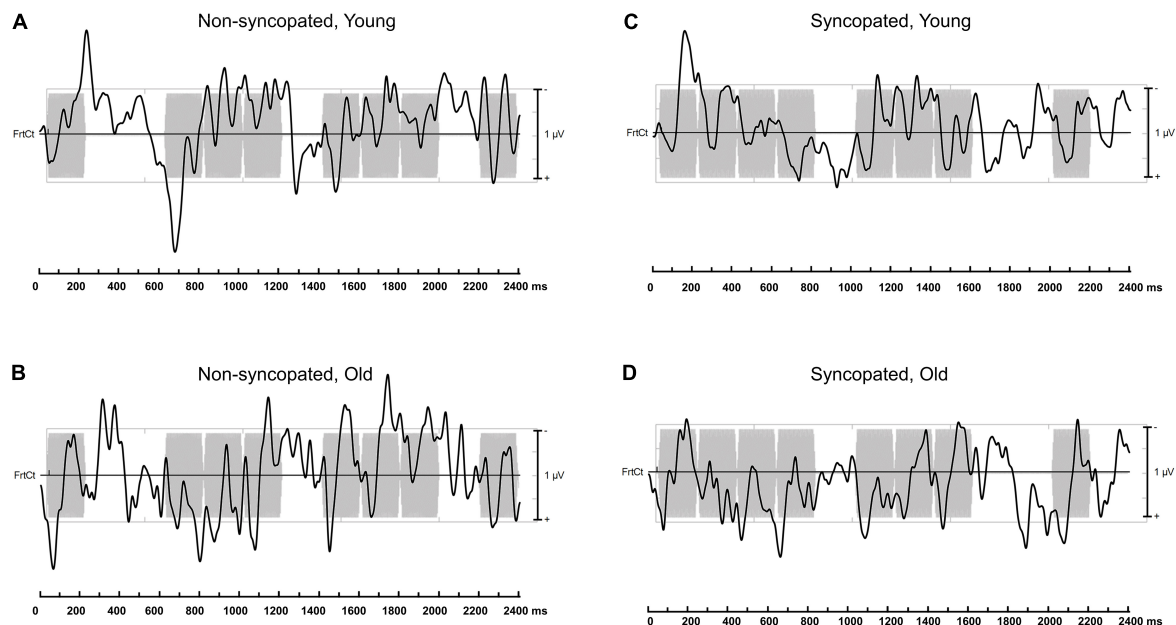 A Non-syncopated, Young
-
FrtCt 1 µV
+
0 200 400 600 800 1000 1200 1400 1600 1800 2000 2200 2400 ms
C Syncopated, Young
-
FrtCt 1 µV
+
0 200 400 600 800 1000 1200 1400 1600 1800 2000 2200 2400 ms
B Non-syncopated, Old
-
FrtCt 1 µV
+
0 200 400 600 800 1000 1200 1400 1600 1800 2000 2200 2400 ms
D Syncopated, Old
-
FrtCt 1 µV
+
0 200 400 600 800 1000 1200 1400 1600 1800 2000 2200 2400 ms